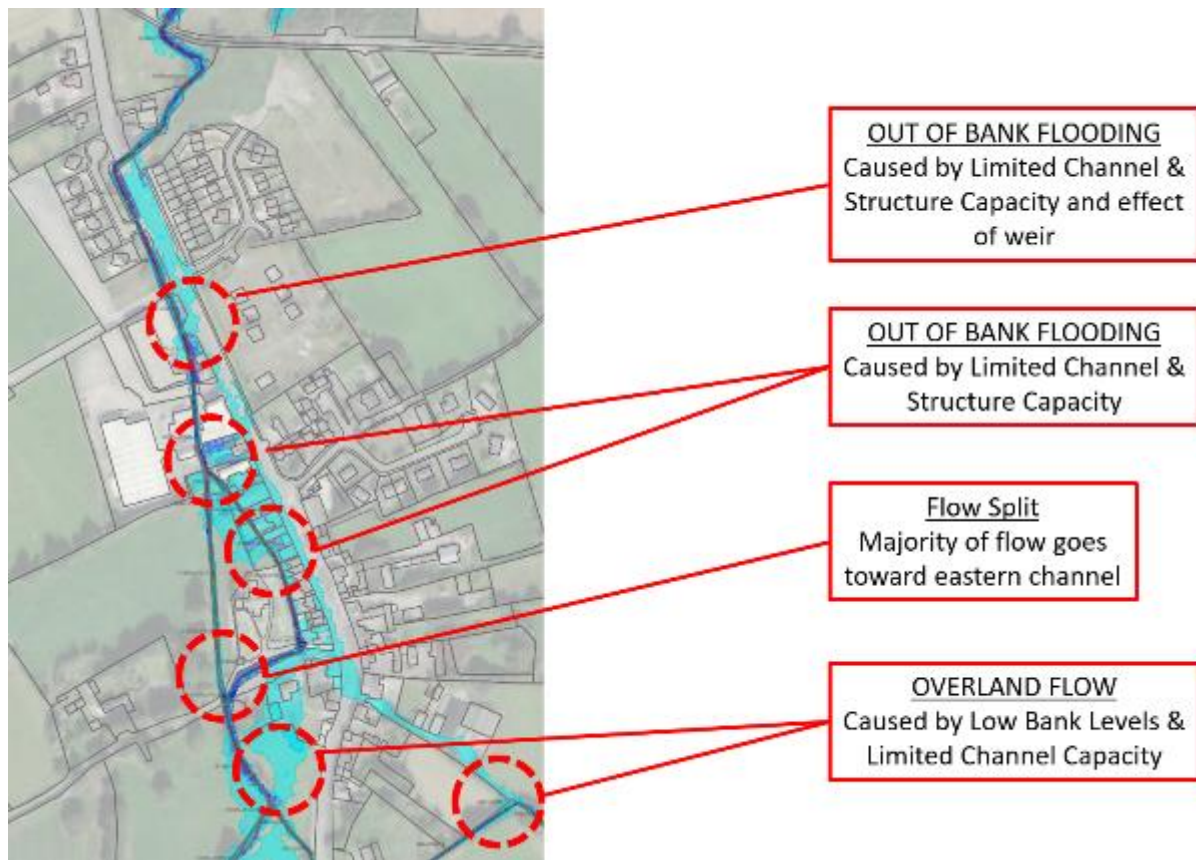 OUT OF BANK FLOODING
Caused by Limited Channel &
Structure Capacity and effect
of weir
OUT OF BANK FLOODING
Caused by Limited Channel &
Structure Capacity
Flow Split
Majority of flow goes
toward eastern channel
OVERLAND FLOW
Caused by Low Bank Levels &
Limited Channel Capacity